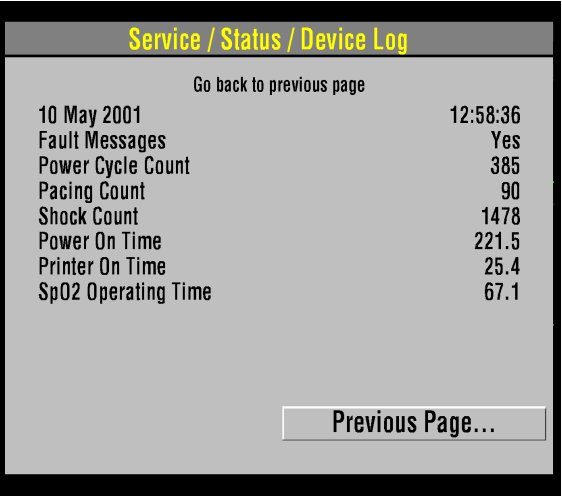 Service / Status / Device Log
Go back to previous page
10 May 2001 12:58:36
Fault Messages Yes
Power Cycle Count 385
Pacing Count 90
Shock Count 1478
Power On Time 221.5
Printer On Time 25.4
SpO2 Operating Time 67.1
Previous Page...